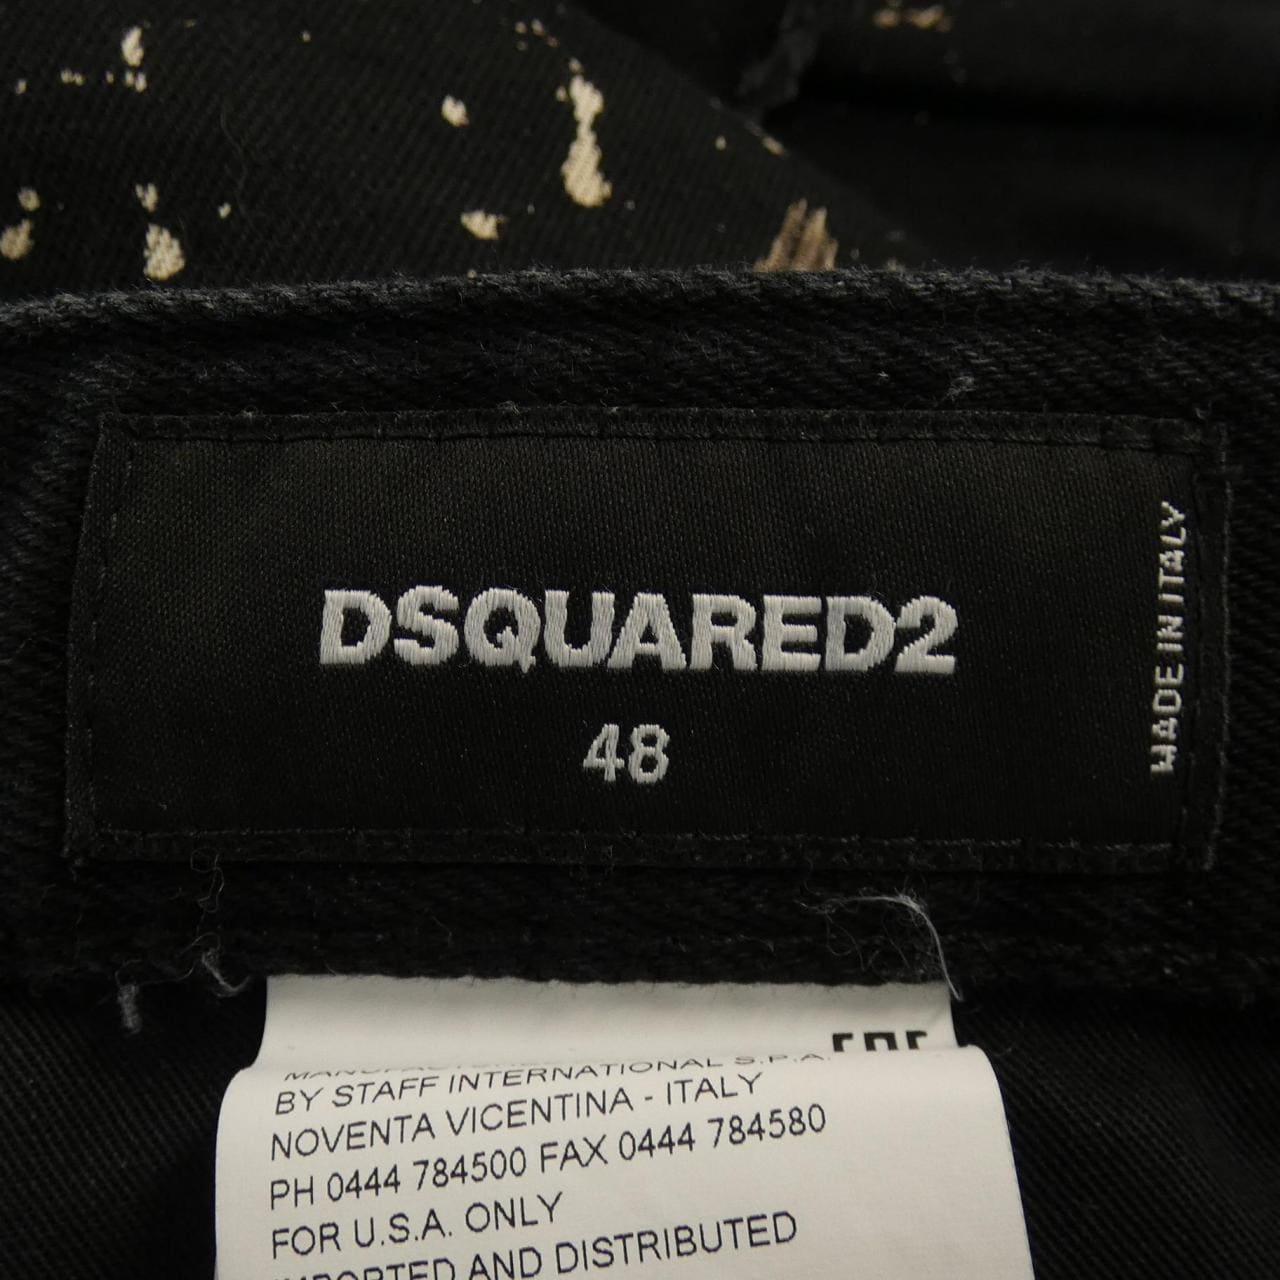 DSQUARED2
48
MADE IN ITALY
EAC
BY STAFF INTERNATIONAL S.P.A.
NOVENTA VICENTINA - ITALY
PH 0444 784500 FAX 0444 784580
FOR U.S.A. ONLY
IMPORTED AND DISTRIBUTED